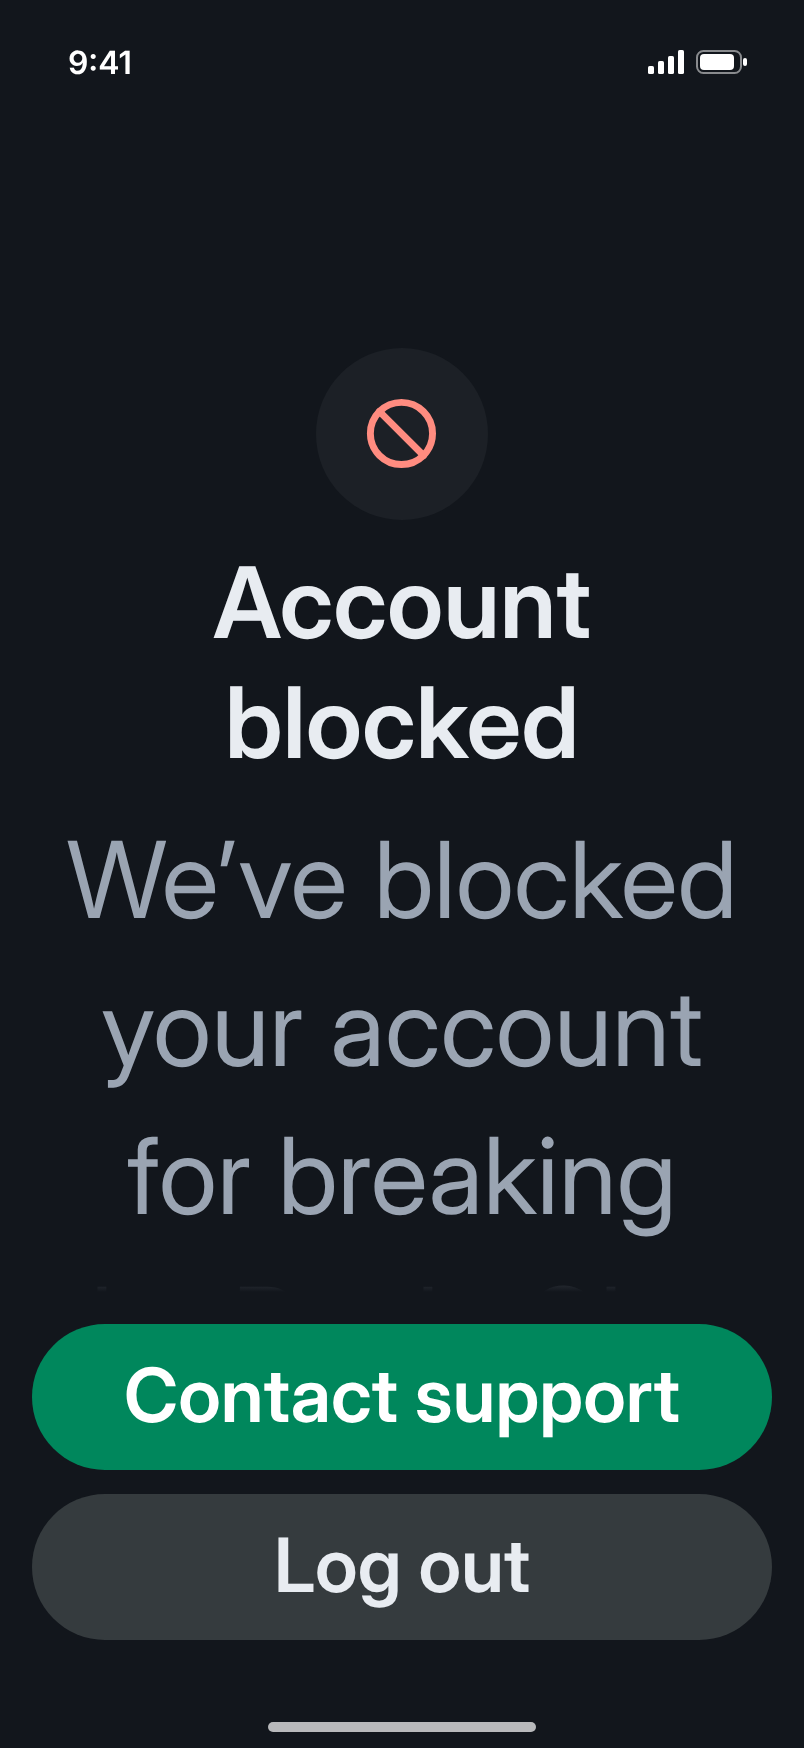 9:41
Account
blocked
We’ve blocked
your account
for breaking
Contact support
Log out